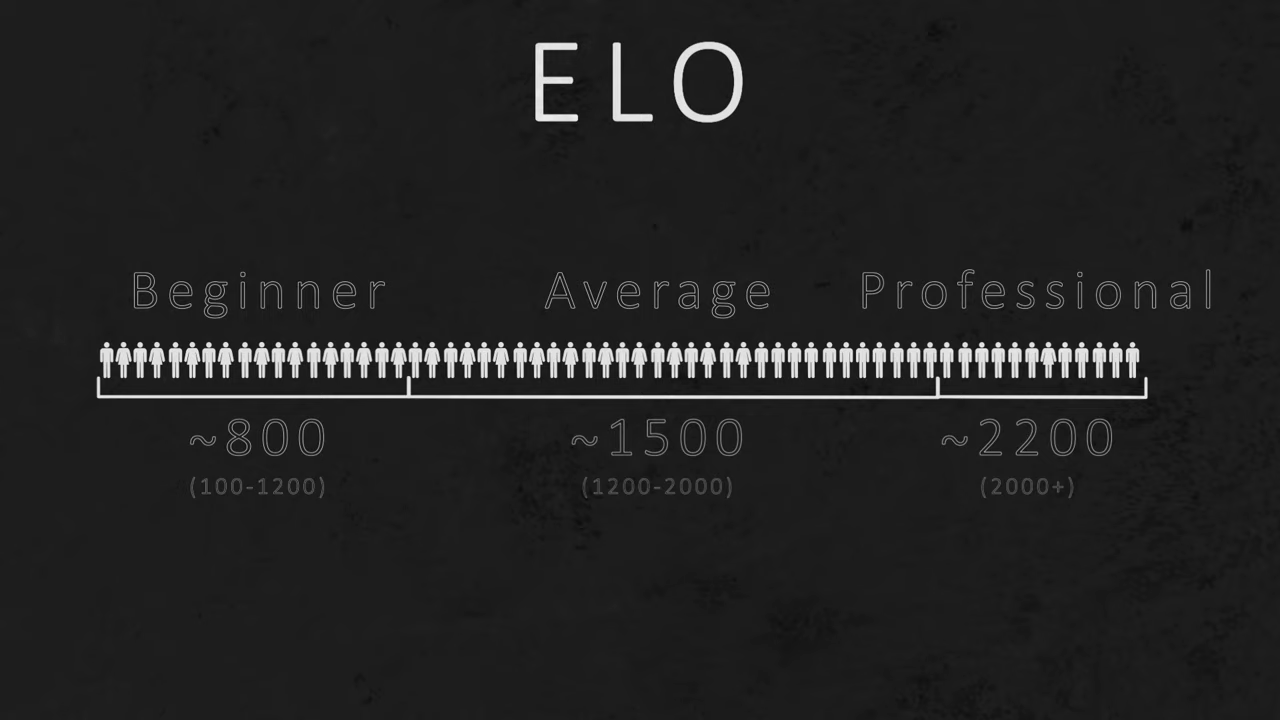 ELO
Beginner Average Professional
~800 ~1500 ~2200
(100-1200) (1200-2000) (2000+)